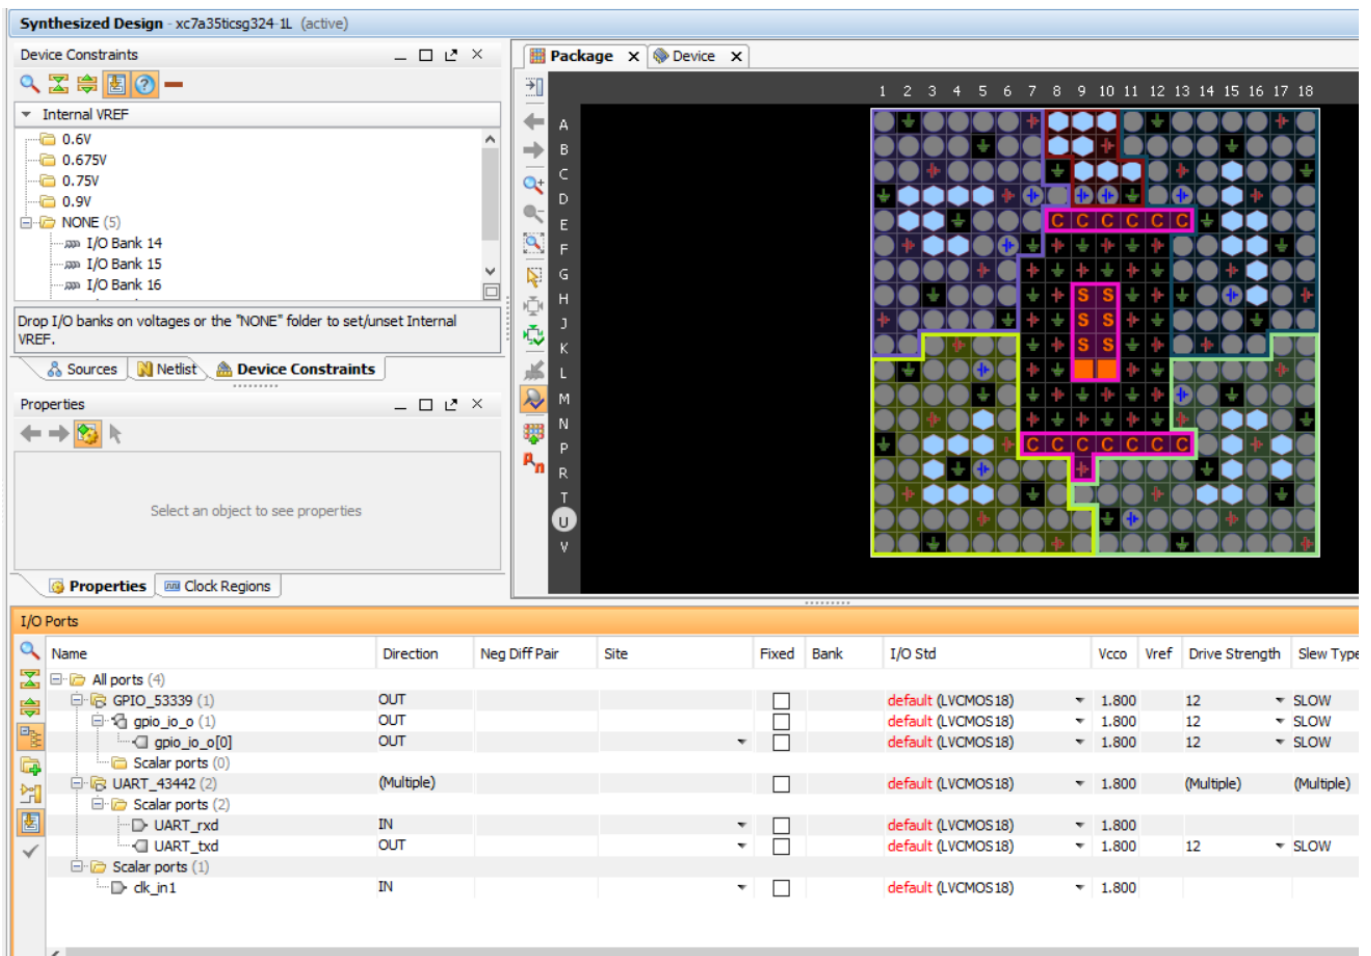 Synthesized Design - xc7a35ticsg324-1L (active)
Device Constraints
Internal VREF
0.6V
0.675V
0.75V
0.9V
NONE (5)
I/O Bank 14
I/O Bank 15
I/O Bank 16
Drop I/O banks on voltages or the "NONE" folder to set/unset Internal
VREF.
Sources Netlist Device Constraints
Properties
Select an object to see properties
Properties Clock Regions
Package Device
1 2 3 4 5 6 7 8 9 10 11 12 13 14 15 16 17 18
A
B
C
D
E C C C C C C
F
G
H S S
J S S
K S S
L
M
N
P C C C C C C C
R
T
U
V
I/O Ports
Name Direction Neg Diff Pair Site Fixed Bank I/O Std Vcco Vref Drive Strength Slew Type
All ports (4)
GPIO_53339 (1) OUT default (LVCMOS18) 1.800 12 SLOW
gpio_io_o (1) OUT default (LVCMOS18) 1.800 12 SLOW
gpio_io_o[0] OUT default (LVCMOS18) 1.800 12 SLOW
Scalar ports (0)
UART_43442 (2) (Multiple) default (LVCMOS18) 1.800 (Multiple) (Multiple)
Scalar ports (2)
UART_rxd IN default (LVCMOS18) 1.800
UART_txd OUT default (LVCMOS18) 1.800 12 SLOW
Scalar ports (1)
clk_in1 IN default (LVCMOS18) 1.800